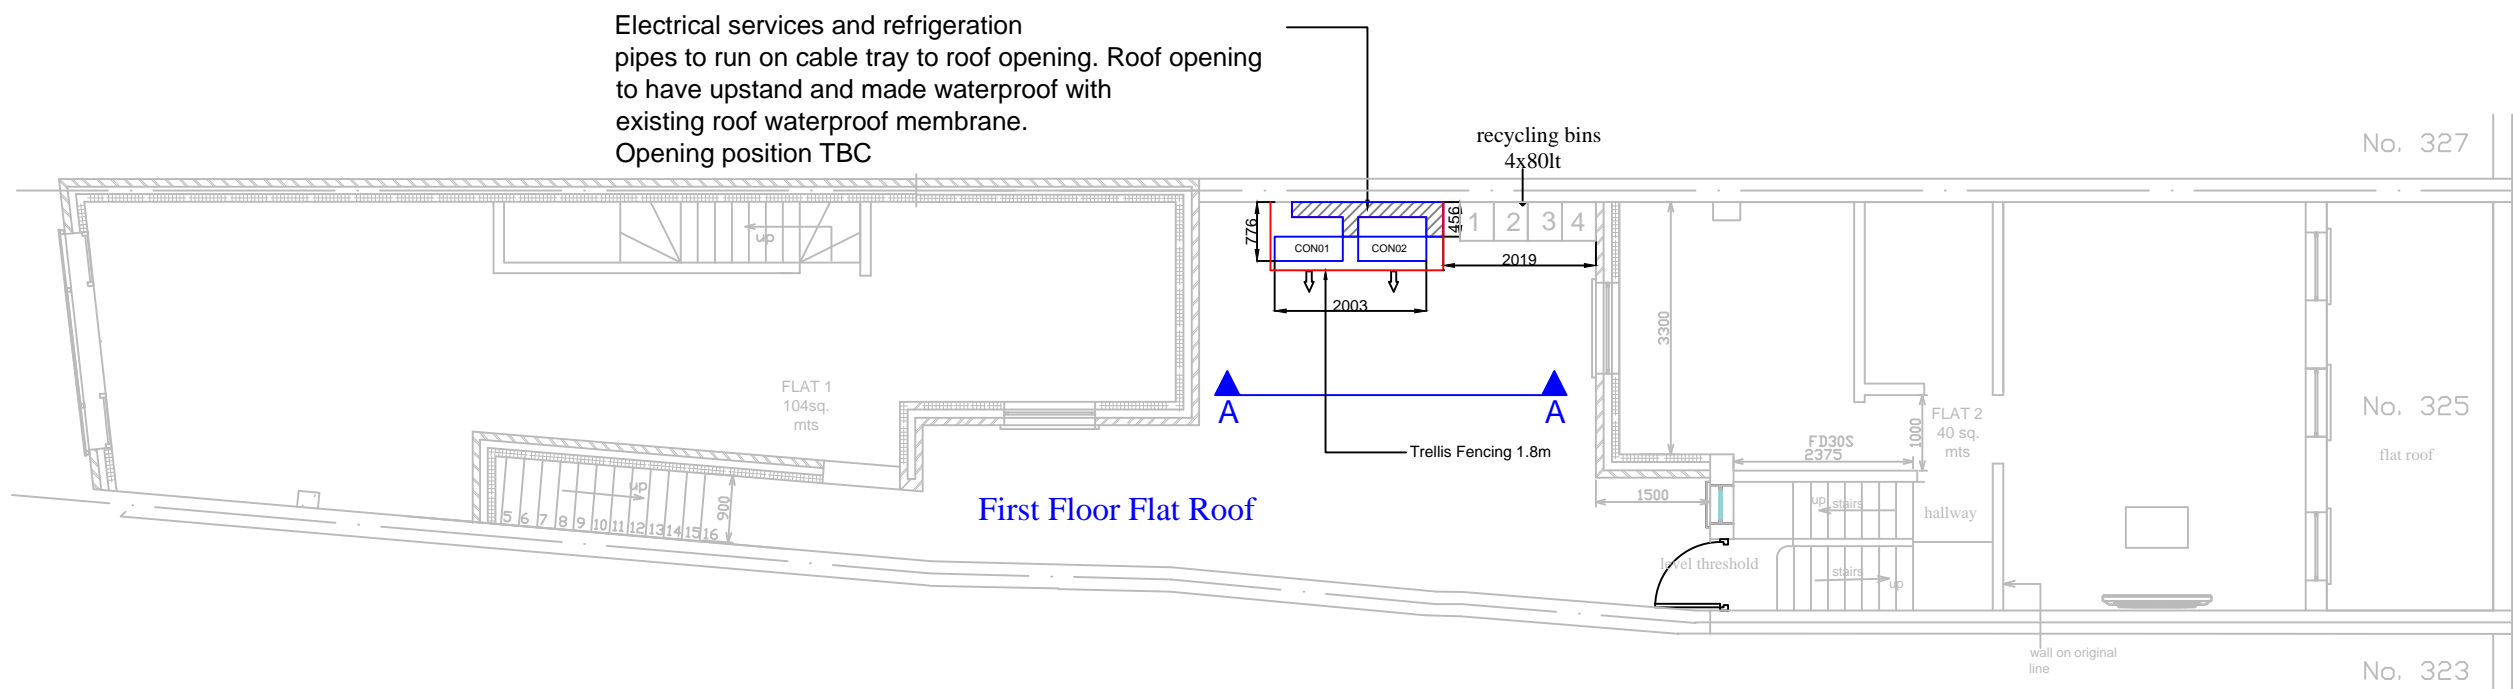 Electrical services and refrigeration
pipes to run on cable tray to roof opening. Roof opening
to have upstand and made waterproof with
existing roof waterproof membrane.
Opening position TBC
recycling bins
4x80lt
No. 327
up
776
CON01
CON02
456
1 2 3 4
2019
2003
3300
FLAT 1
104sq.
mts
A A
Trellis Fencing 1.8m
FD30S
2375
1000
FLAT 2
40 sq.
mts
No. 325
flat roof
First Floor Flat Roof
up
5 6 7 8 9 10 11 12 13 14 15 16
900
1500
up stairs
hallway
level threshold
stairs
up
wall on original
line
No. 323